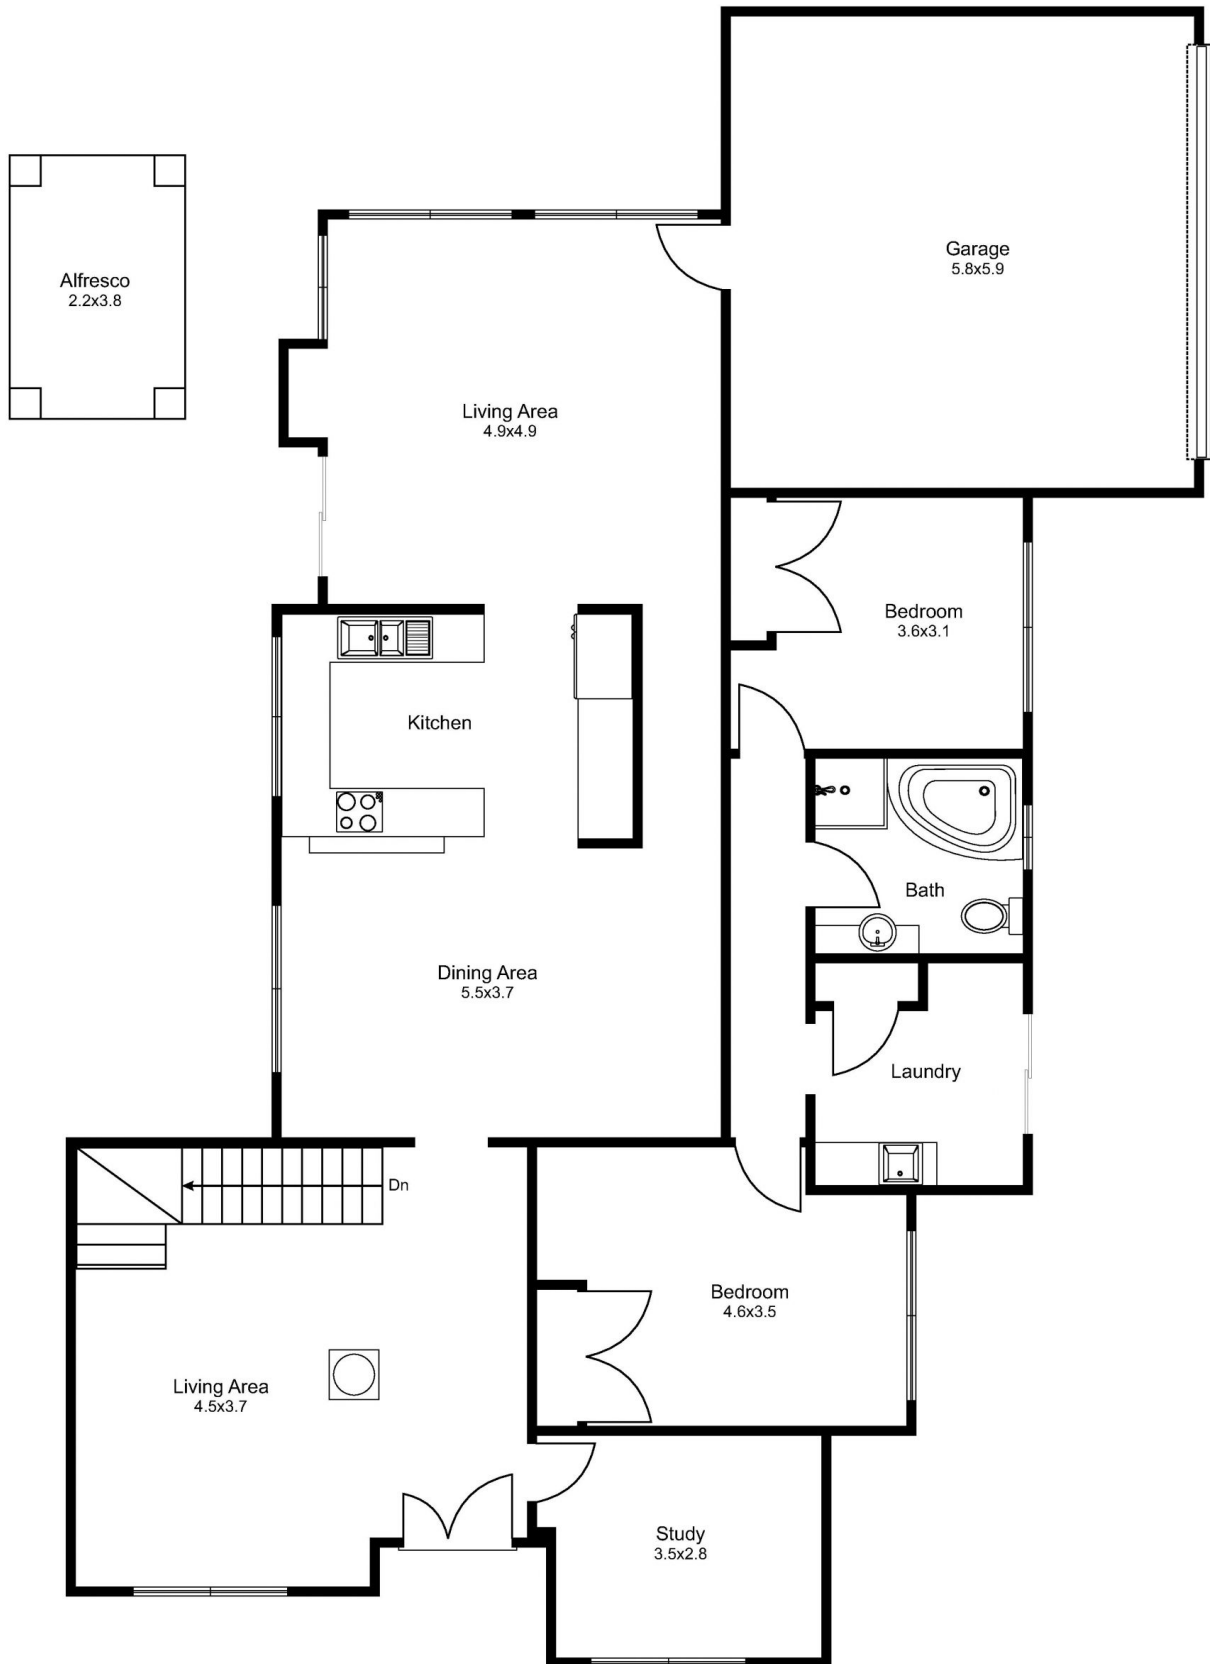 Garage
5.8x5.9
Alfresco
2.2x3.8
Living Area
4.9x4.9
Bedroom
3.6x3.1
Kitchen
Bath
Dining Area
5.5x3.7
Laundry
Dn
Bedroom
4.6x3.5
Living Area
4.5x3.7
Study
3.5x2.8